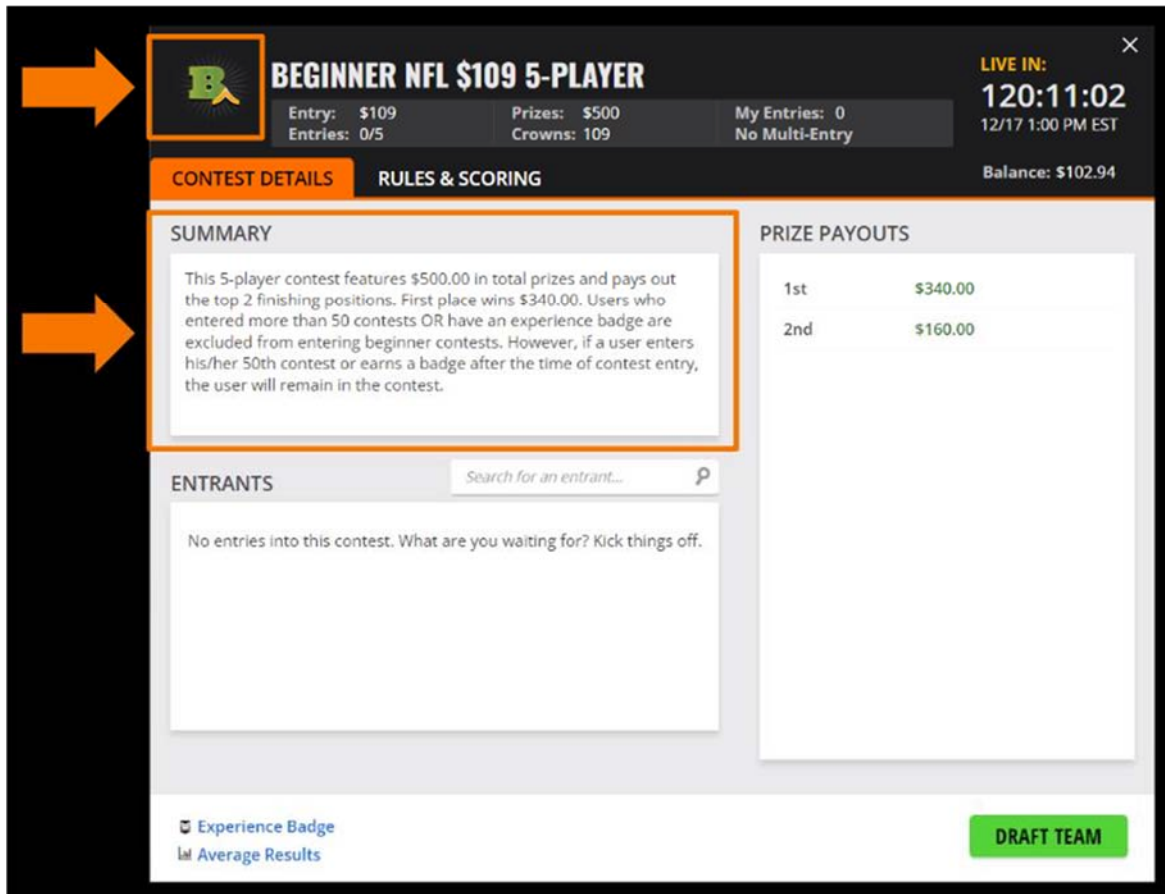 B
BEGINNER NFL $109 5-PLAYER
Entry: $109 Prizes: $500 My Entries: 0
Entries: 0/5 Crowns: 109 No Multi-Entry
LIVE IN:
120:11:02
12/17 1:00 PM EST
CONTEST DETAILS RULES & SCORING Balance: $102.94
SUMMARY
This 5-player contest features $500.00 in total prizes and pays out
the top 2 finishing positions. First place wins $340.00. Users who
entered more than 50 contests OR have an experience badge are
excluded from entering beginner contests. However, if a user enters
his/her 50th contest or earns a badge after the time of contest entry,
the user will remain in the contest.
PRIZE PAYOUTS
1st $340.00
2nd $160.00
ENTRANTS
Search for an entrant...
No entries into this contest. What are you waiting for? Kick things off.
Experience Badge
Average Results
DRAFT TEAM